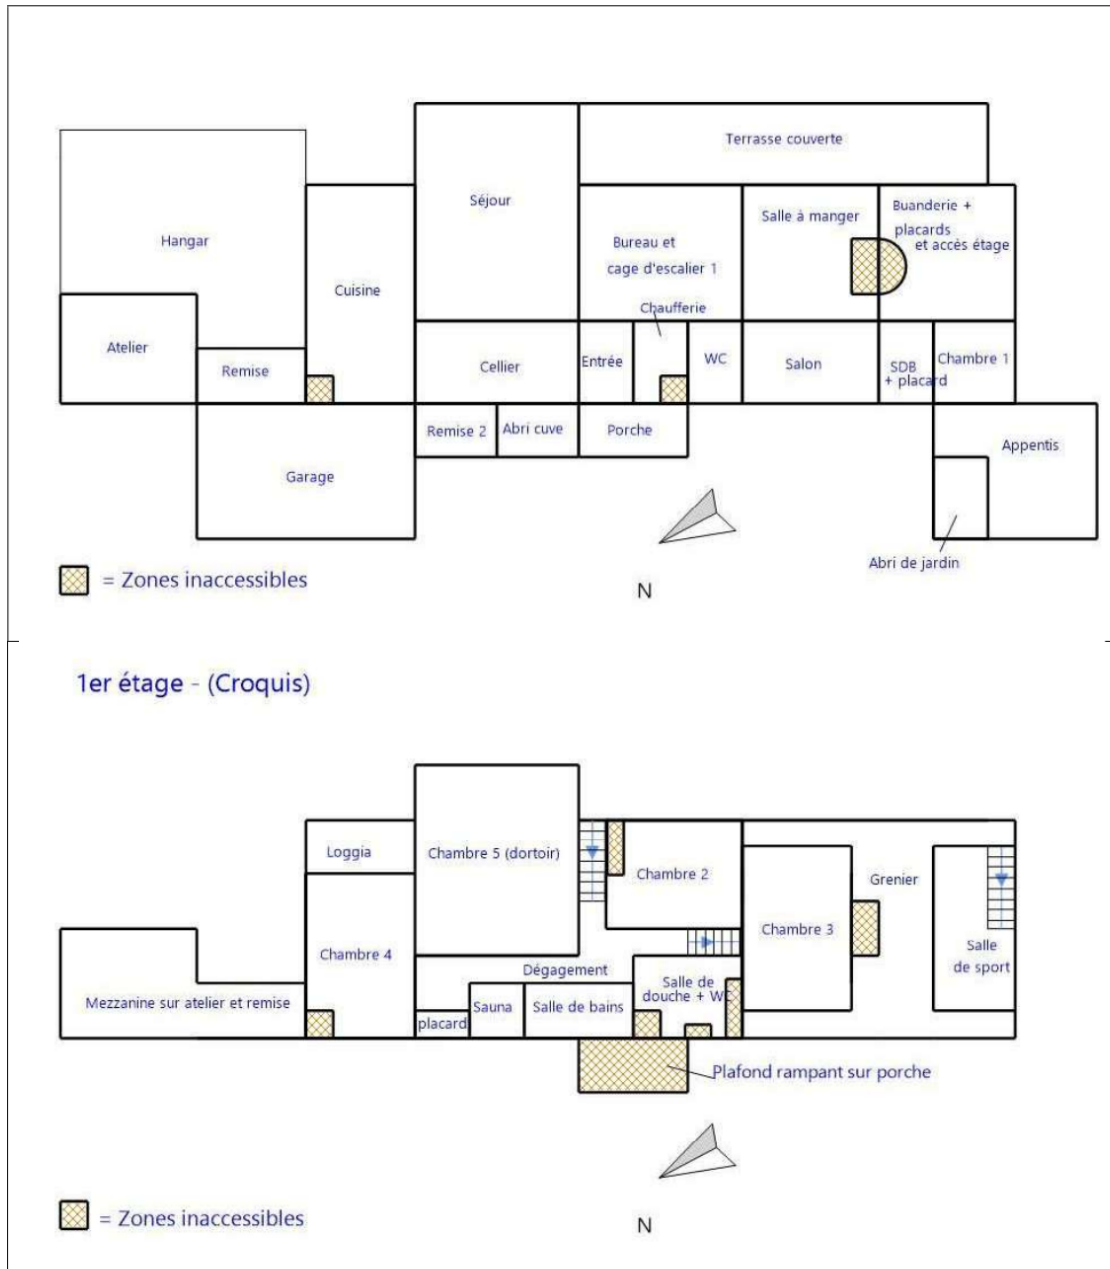 Terrasse couverte
Séjour
Buanderie +
placards
et accès étage
Salle à manger
Hangar
Bureau et
cage d'escalier 1
Cuisine
Chaufferie
Atelier
Remise
Cellier
Entrée
WC
Salon
SDB
+ placard
Chambre 1
Remise 2
Abri cuve
Porche
Appentis
Garage
Abri de jardin
= Zones inaccessibles
N
1er étage - (Croquis)
Loggia
Chambre 5 (dortoir)
Chambre 2
Grenier
Chambre 3
Chambre 4
Salle
de sport
Dégagement
Mezzanine sur atelier et remise
Sauna
Salle de bains
Salle de
douche + WC
placard
Plafond rampant sur porche
= Zones inaccessibles
N